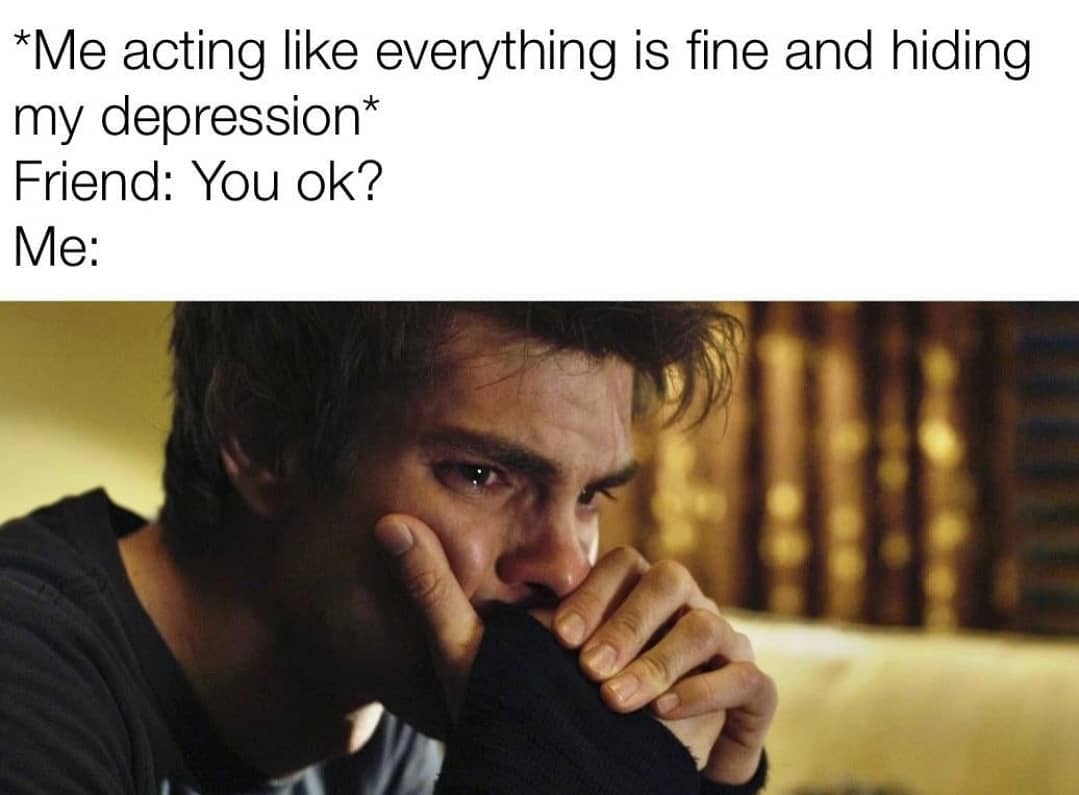 *Me acting like everything is fine and hiding
my depression*
Friend: You ok?
Me: